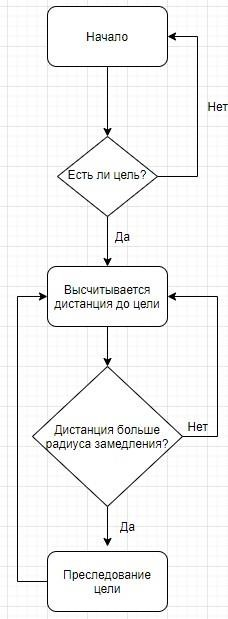 Начало
Нет
Есть ли цель?
Да
Высчитывается
дистанция до цели
Дистанция больше
радиуса замедления?
Нет
Да
Преследование
цели